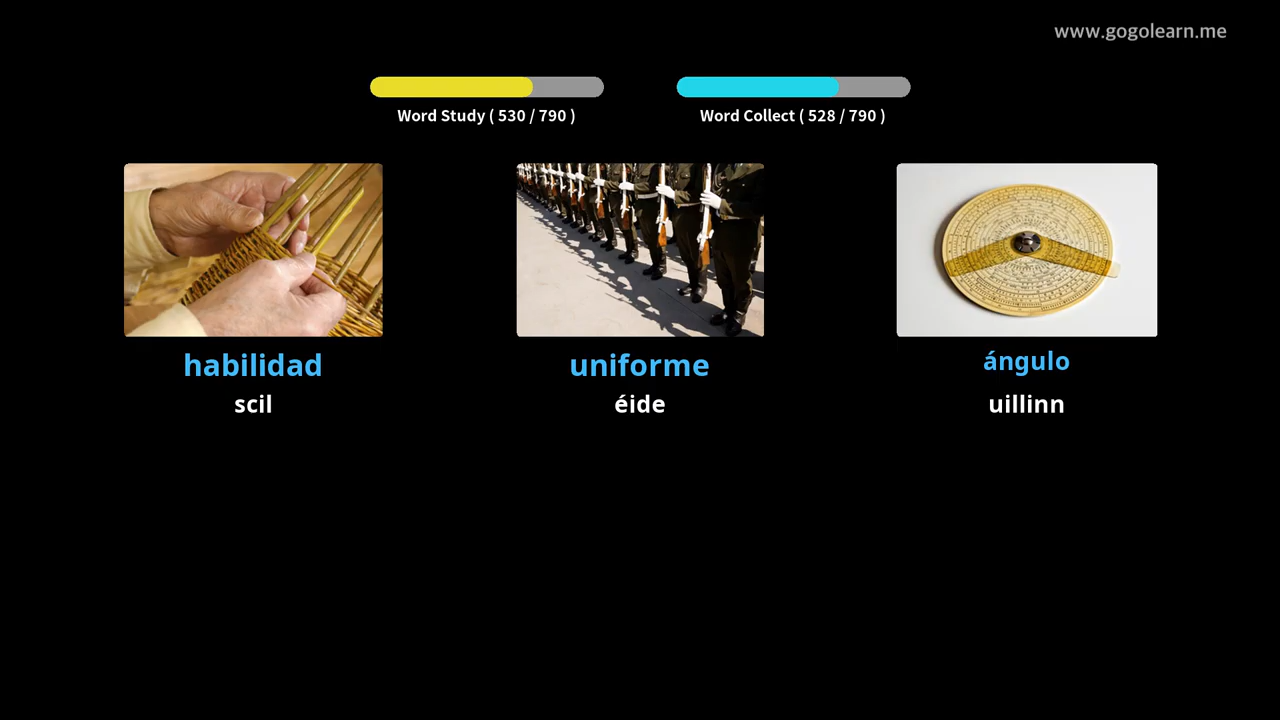 www.gogolearn.me
Word Study ( 530 / 790 )
Word Collect ( 528 / 790 )
habilidad
scil
uniforme
éide
ángulo
uillinn